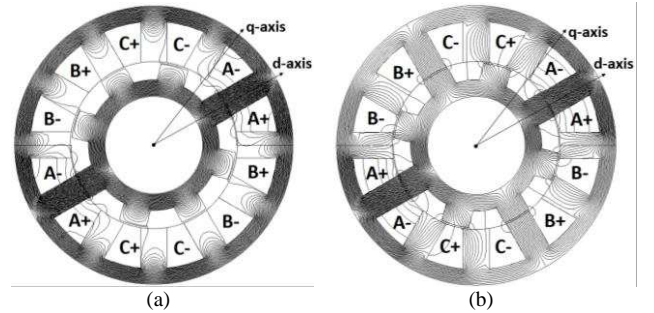 q-axis
d-axis
C+ C-
B+ A-
B- A+
A- B+
A+ B-
C+ C-
(a)
q-axis
d-axis
C- C+
B+ A-
B- A+
A+ B-
A- B+
C+ C-
(b)